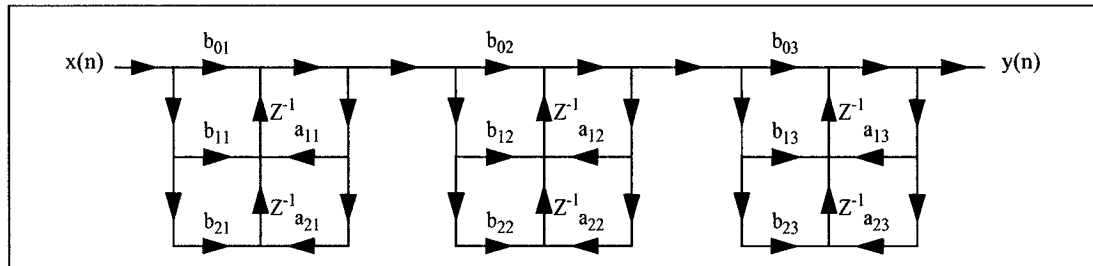 b₀₁ b₀₂ b₀₃
x(n) y(n)
Z⁻¹ Z⁻¹ Z⁻¹
b₁₁ a₁₁ b₁₂ a₁₂ b₁₃ a₁₃
Z⁻¹ Z⁻¹ Z⁻¹
b₂₁ a₂₁ b₂₂ a₂₂ b₂₃ a₂₃